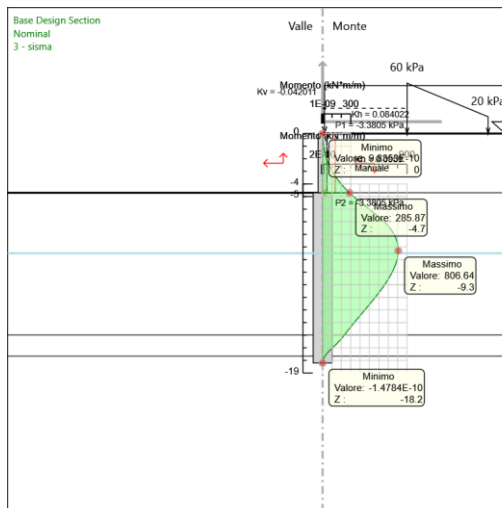 Base Design Section
Nominal
3 - sisma
Valle
Monte
60 kPa
20 kPa
Momento (kN*m/m)
Kv = -0.042011
1E-09 300
Kh = 0.084022
P1 = -3.3805 kPa
0
Momento (kN*m/m)
Minimo
Valore:
Z :
0
Manuale
-4
-5
P2 = -3.3805 kPa
Massimo
Valore: 285.87
Z : -4.7
Massimo
Valore: 806.64
Z : -9.3
Minimo
Valore: -1.4784E-10
Z : -18.2
-19